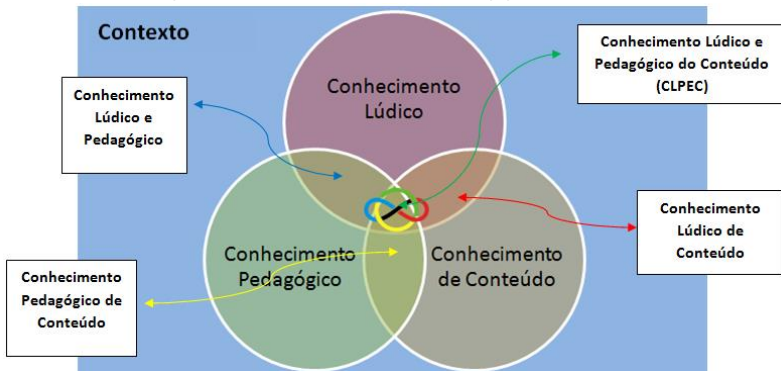 Contexto
Conhecimento Lúdico e
Pedagógico do Conteúdo
(CLPEC)
Conhecimento
Lúdico e
Pedagógico
Conhecimento
Lúdico
Conhecimento
Lúdico de
Conteúdo
Conhecimento
Pedagógico
Conhecimento
de Conteúdo
Conhecimento
Pedagógico de
Conteúdo